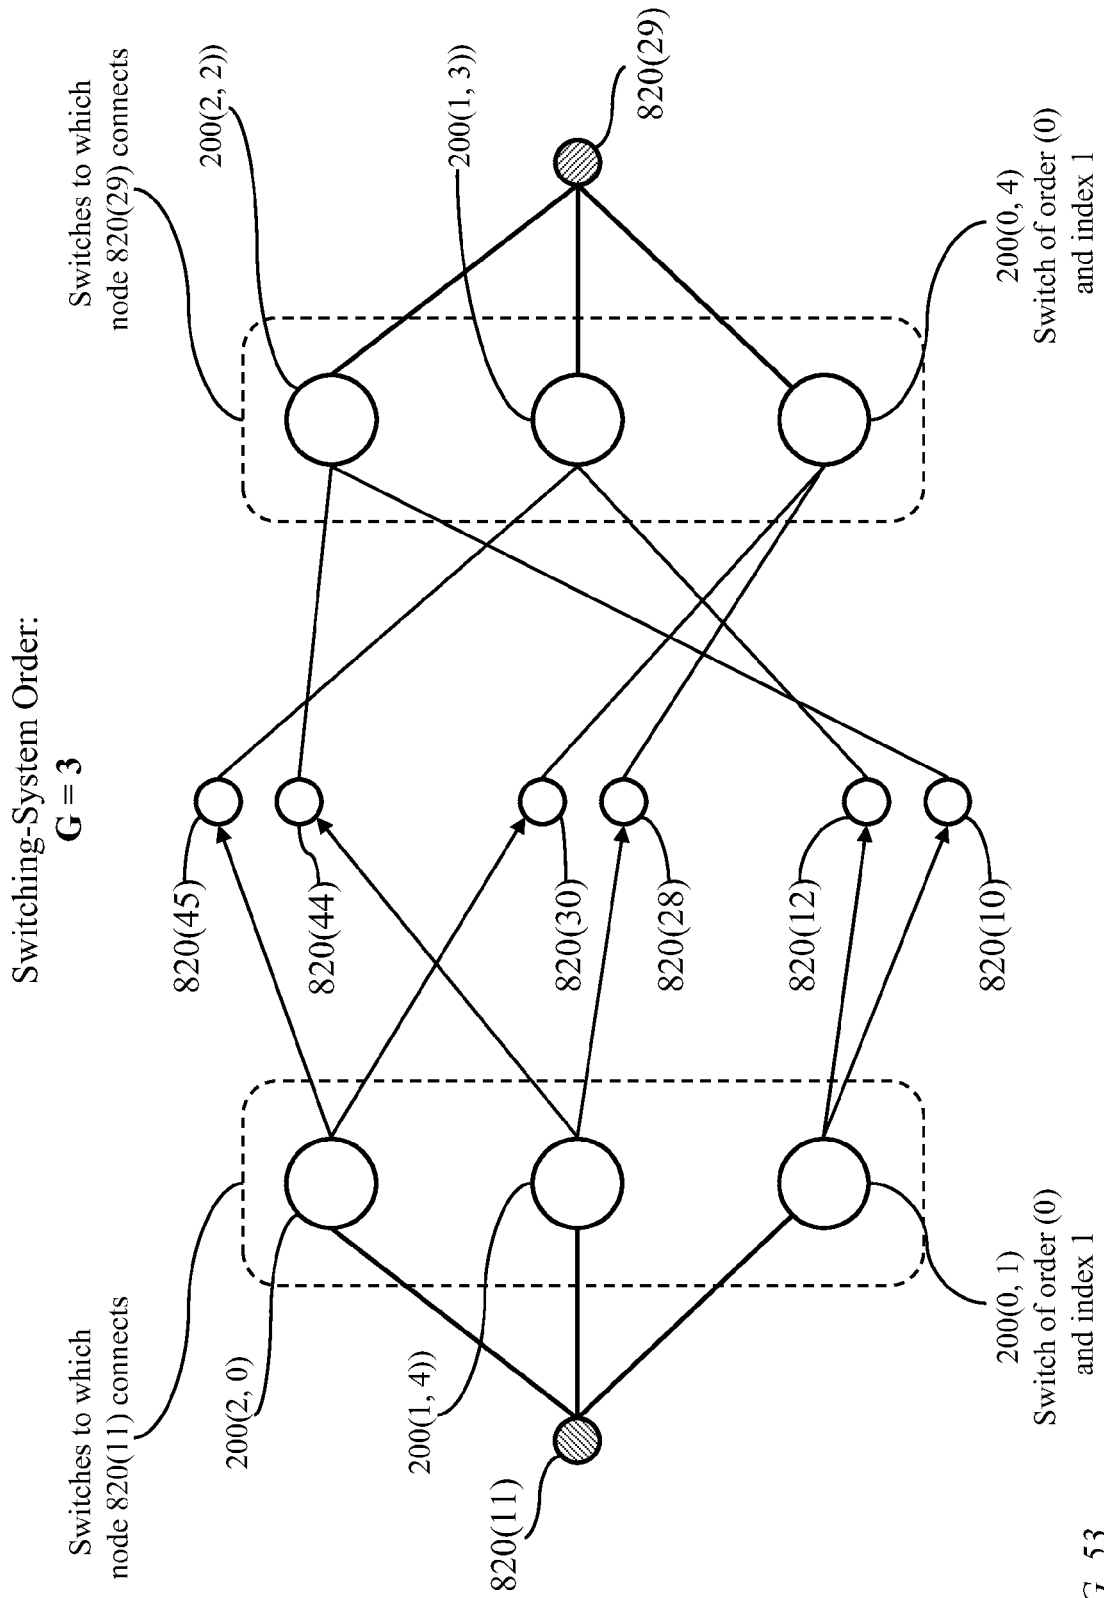 Switching-System Order:
G = 3
Switches to which
node 820(11) connects
Switches to which
node 820(29) connects
200(2, 0)
200(2, 2))
820(45)
820(44)
200(1, 4))
200(1, 3))
820(11)
820(30)
820(29)
820(28)
820(12)
820(10)
200(0, 1)
Switch of order (0)
and index 1
200(0, 4)
Switch of order (0)
and index 1
G. 53